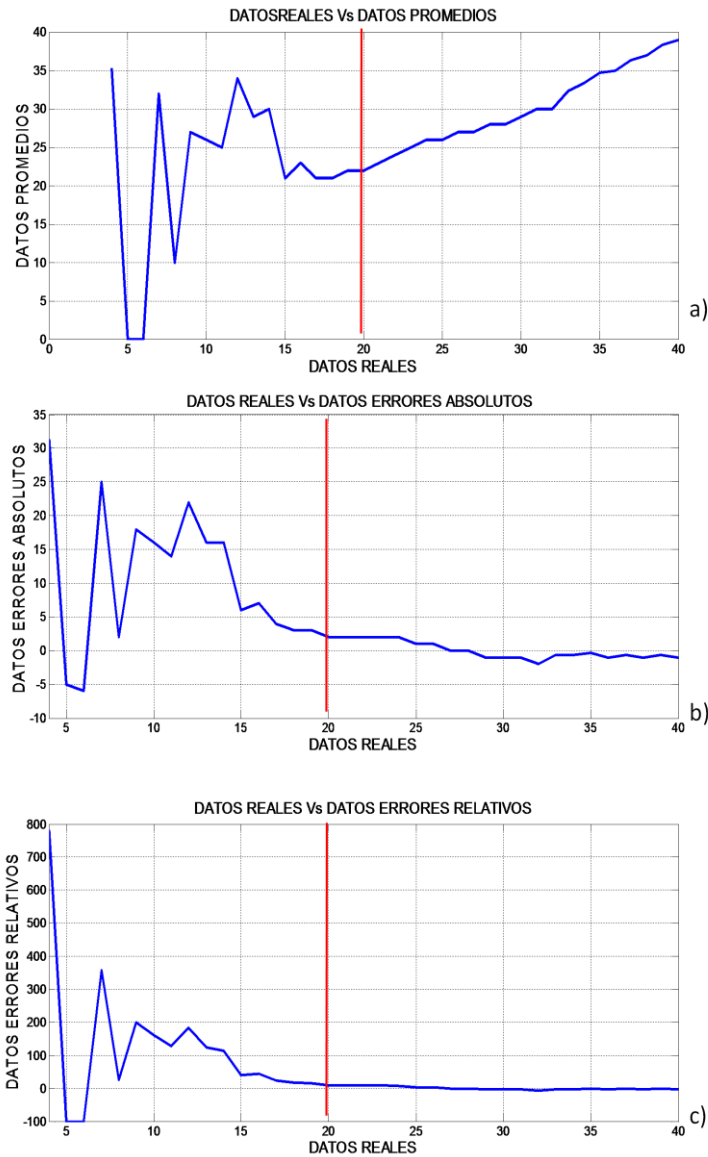 DATOSREALES Vs DATOS PROMEDIOS
DATOS PROMEDIOS
40
35
30
25
20
15
10
5
0
0 5 10 15 20 25 30 35 40
DATOS REALES
a)
DATOS REALES Vs DATOS ERRORES ABSOLUTOS
DATOS ERRORES ABSOLUTOS
35
30
25
20
15
10
5
0
-5
-10
5 10 15 20 25 30 35 40
DATOS REALES
b)
DATOS REALES Vs DATOS ERRORES RELATIVOS
DATOS ERRORES RELATIVOS
800
700
600
500
400
300
200
100
0
-100
5 10 15 20 25 30 35 40
DATOS REALES
c)